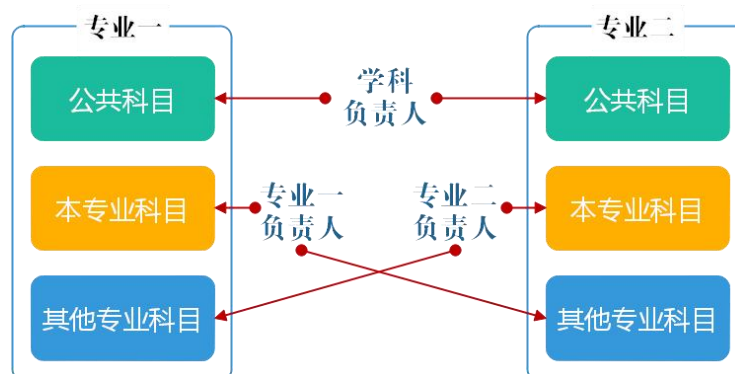 专业一
专业二
公共科目
学科
负责人
公共科目
本专业科目
专业一
负责人
专业二
负责人
本专业科目
其他专业科目
其他专业科目